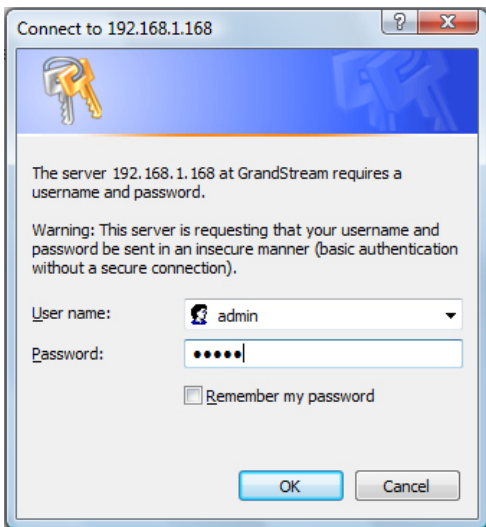 Connect to 192.168.1.168
The server 192.168.1.168 at GrandStream requires a
username and password.
Warning: This server is requesting that your username and
password be sent in an insecure manner (basic authentication
without a secure connection).
User name:
admin
Password:
•••••
Remember my password
OK
Cancel